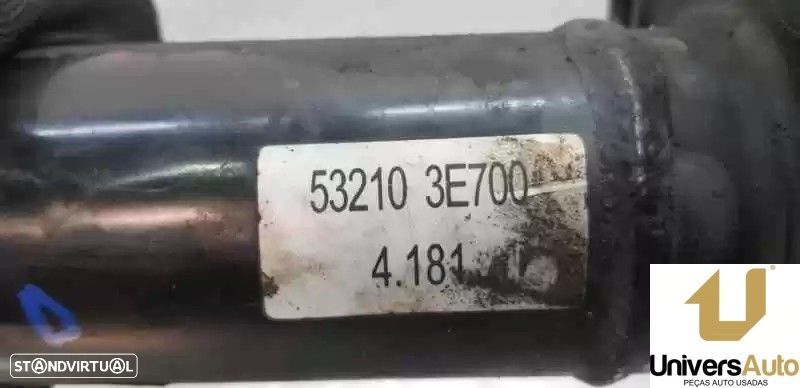 53210 3E700
4.181
STANDVIRTUAL
UniversAuto
PEÇAS AUTO USADAS